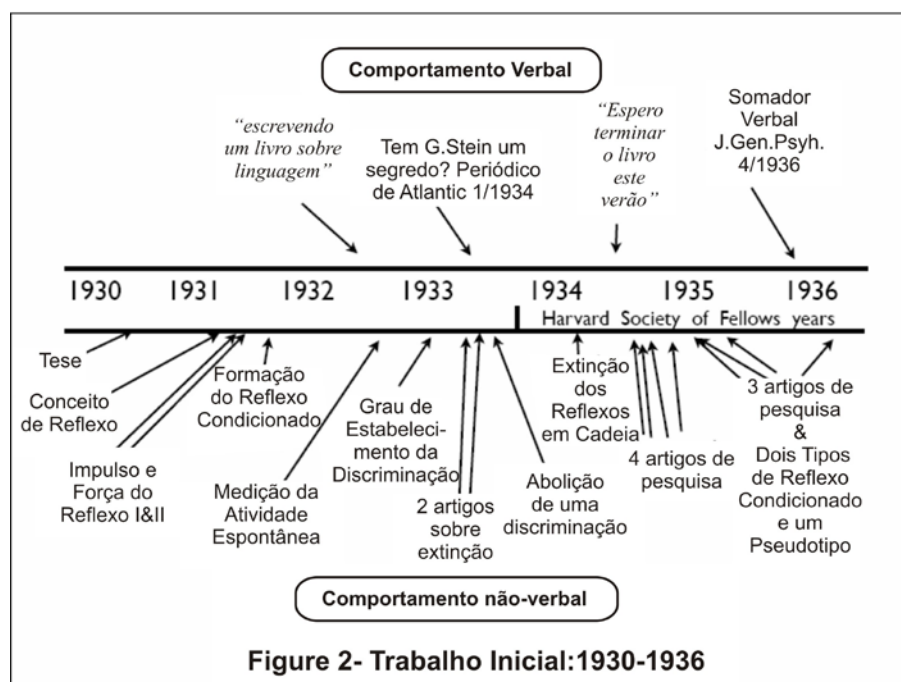 Comportamento Verbal
“escrevendo
um livro sobre
linguagem”
Tem G.Stein um
segredo? Periódico
de Atlantic 1/1934
“Espero
terminar
o livro
este
verão”
Somador
Verbal
J.Gen.Psyh.
4/1936
1930 1931 1932 1933 1934 1935 1936
Harvard Society of Fellows years
Tese
Conceito
de Reflexo
Impulso e
Força do
Reflexo I&II
Formação
do Reflexo
Condicionado
Medição da
Atividade
Espontânea
Grau de
Estabeleci-
mento da
Discriminação
2 artigos
sobre
extinção
Abolição
de uma
discriminação
Extinção
dos
Reflexos
em Cadeia
4 artigos de
pesquisa
3 artigos de
pesquisa
&
Dois Tipos
de Reflexo
Condicionado
e um
Pseudotipo
Comportamento não-verbal
Figure 2- Trabalho Inicial:1930-1936